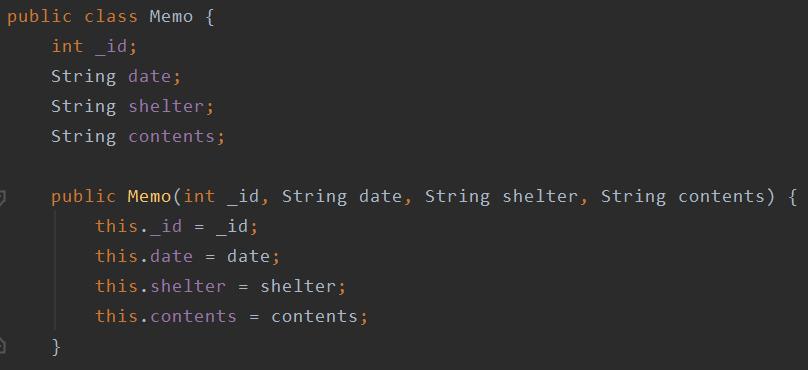 public class Memo {
int _id;
String date;
String shelter;
String contents;
public Memo(int _id, String date, String shelter, String contents) {
this._id = _id;
this.date = date;
this.shelter = shelter;
this.contents = contents;
}